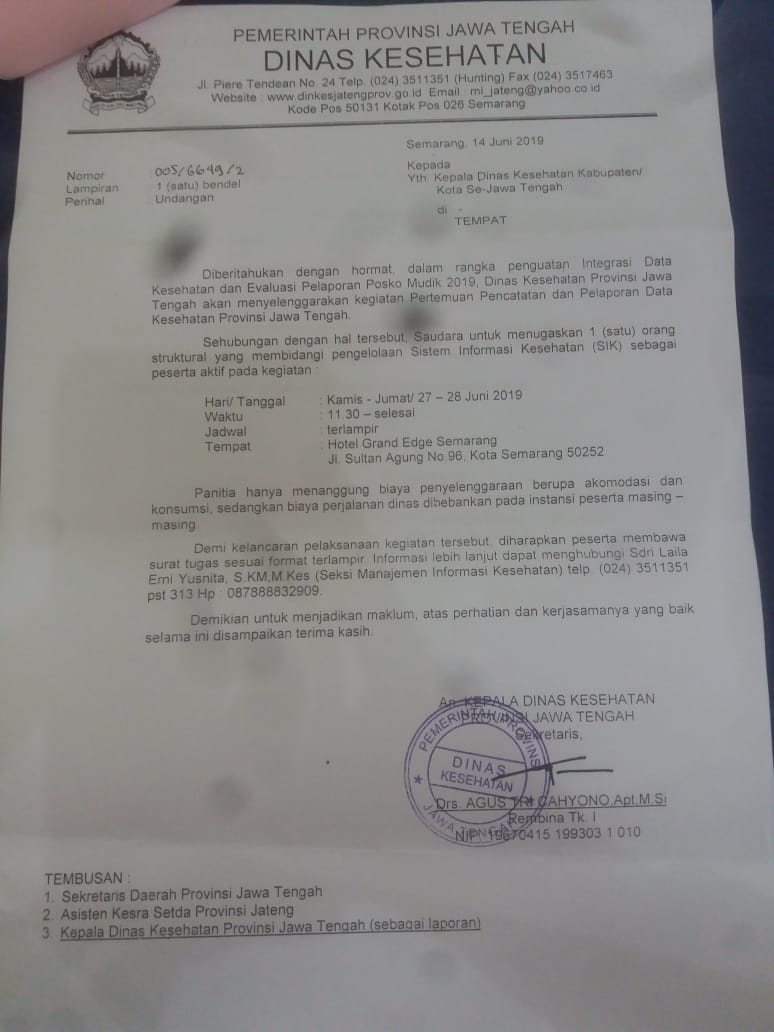 PEMERINTAH PROVINSI JAWA TENGAH
DINAS KESEHATAN
Jl. Piere Tendean No. 24 Telp. (024) 3511351 (Hunting) Fax (024) 3517463
Website : www.dinkesjatengprov.go.id Email : mi_jateng@yahoo.co.id
Kode Pos 50131 Kotak Pos 026 Semarang
Semarang, 14 Juni 2019
Nomor 005/6649/2
Lampiran 1 (satu) bendel
Perihal : Undangan
Kepada
Yth. Kepala Dinas Kesehatan Kabupaten/
Kota Se-Jawa Tengah
di -
TEMPAT
Diberitahukan dengan hormat, dalam rangka penguatan Integrasi Data
Kesehatan dan Evaluasi Pelaporan Posko Mudik 2019, Dinas Kesehatan Provinsi Jawa
Tengah akan menyelenggarakan kegiatan Pertemuan Pencatatan dan Pelaporan Data
Kesehatan Provinsi Jawa Tengah.
Sehubungan dengan hal tersebut, Saudara untuk menugaskan 1 (satu) orang
struktural yang membidangi pengelolaan Sistem Informasi Kesehatan (SIK) sebagai
peserta aktif pada kegiatan :
Hari/ Tanggal : Kamis - Jumat/ 27 – 28 Juni 2019
Waktu : 11.30 – selesai
Jadwal : terlampir
Tempat : Hotel Grand Edge Semarang
Jl. Sultan Agung No.96, Kota Semarang 50252
Panitia hanya menanggung biaya penyelenggaraan berupa akomodasi dan
konsumsi, sedangkan biaya perjalanan dinas dibebankan pada instansi peserta masing –
masing.
Demi kelancaran pelaksanaan kegiatan tersebut, diharapkan peserta membawa
surat tugas sesuai format terlampir. Informasi lebih lanjut dapat menghubungi Sdri Laila
Erni Yusnita, S.KM,M.Kes (Seksi Manajemen Informasi Kesehatan) telp. (024) 3511351
pst 313 Hp : 087888832909.
Demikian untuk menjadikan maklum, atas perhatian dan kerjasamanya yang baik
selama ini disampaikan terima kasih.
An. KEPALA DINAS KESEHATAN
PROVINSI JAWA TENGAH
Sekretaris,
PEMERINTAH PROVINSI
DINAS
KESEHATAN
JAWA TENGAH
Drs. AGUS TRI CAHYONO,Apt,M.Si
Pembina Tk. I
NIP. 19670415 199303 1 010
TEMBUSAN :
1. Sekretaris Daerah Provinsi Jawa Tengah
2. Asisten Kesra Setda Provinsi Jateng
3. Kepala Dinas Kesehatan Provinsi Jawa Tengah (sebagai laporan)